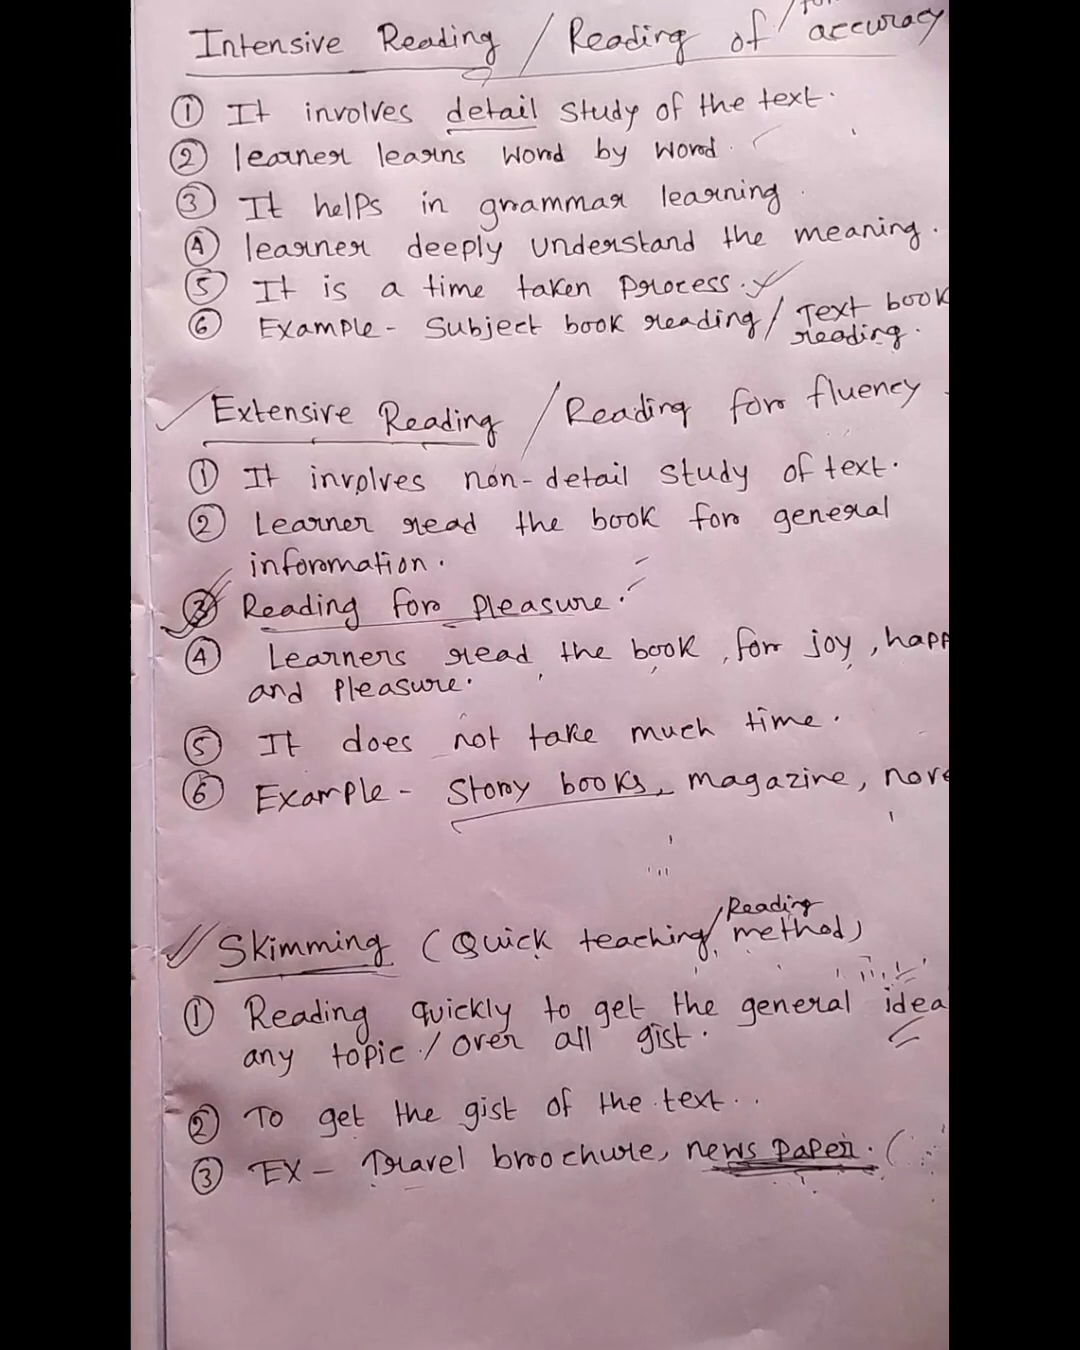 Intensive Reading / Reading of / accuracy
① It involves detail study of the text.
② learner learns word by word.
③ It helps in grammar learning.
④ learner deeply understand the meaning.
⑤ It is a time taken process.
⑥ Example - Subject book reading / Text book
reading.
Extensive Reading / Reading for fluency
① It involves non-detail study of text.
② Learner read the book for general
information.
③ Reading for Pleasure.
④ Learners read the book, for joy, happ
and pleasure.
⑤ It does not take much time.
⑥ Example - Story books, magazine, nove
Reading
Skimming (Quick teaching / method)
① Reading quickly to get the general idea
any topic / over all gist.
② To get the gist of the text..
③ EX - Travel brochure, news paper. (